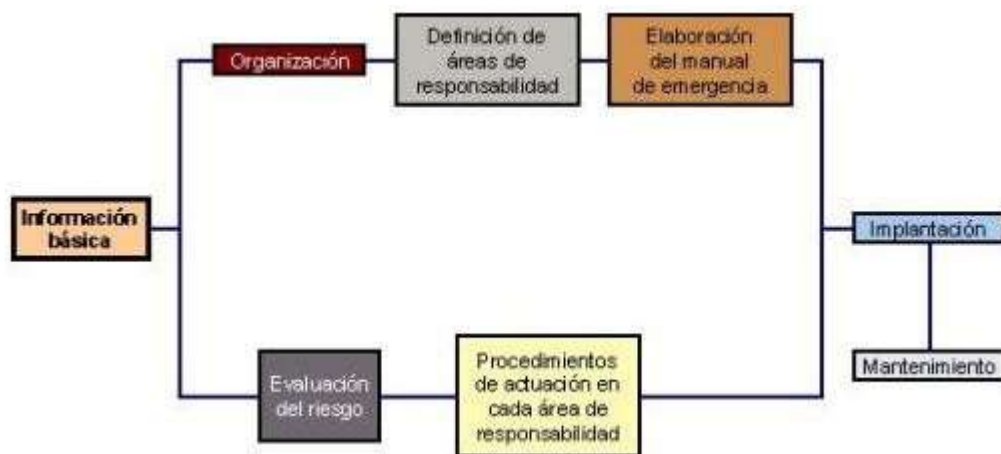 Organización
Definición de
áreas de
responsabilidad
Elaboración
del manual
de emergencia
Información
básica
Implantación
Mantenimiento
Evaluación
del riesgo
Procedimientos
de actuación en
cada área de
responsabilidad